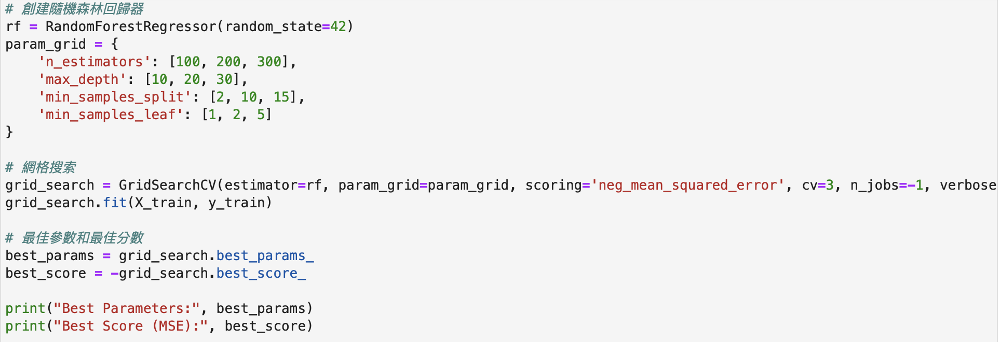 # 創建隨機森林回歸器
rf = RandomForestRegressor(random_state=42)
param_grid = {
    'n_estimators': [100, 200, 300],
    'max_depth': [10, 20, 30],
    'min_samples_split': [2, 10, 15],
    'min_samples_leaf': [1, 2, 5]
}
# 網格搜索
grid_search = GridSearchCV(estimator=rf, param_grid=param_grid, scoring='neg_mean_squared_error', cv=3, n_jobs=-1, verbose
grid_search.fit(X_train, y_train)
# 最佳參數和最佳分數
best_params = grid_search.best_params_
best_score = -grid_search.best_score_
print("Best Parameters:", best_params)
print("Best Score (MSE):", best_score)